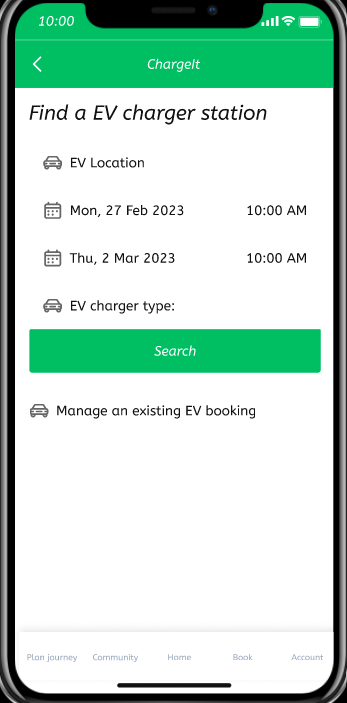 10:00
ChargeIt
Find a EV charger station
EV Location
Mon, 27 Feb 2023 10:00 AM
Thu, 2 Mar 2023 10:00 AM
EV charger type:
Search
Manage an existing EV booking
Plan journey Community Home Book Account